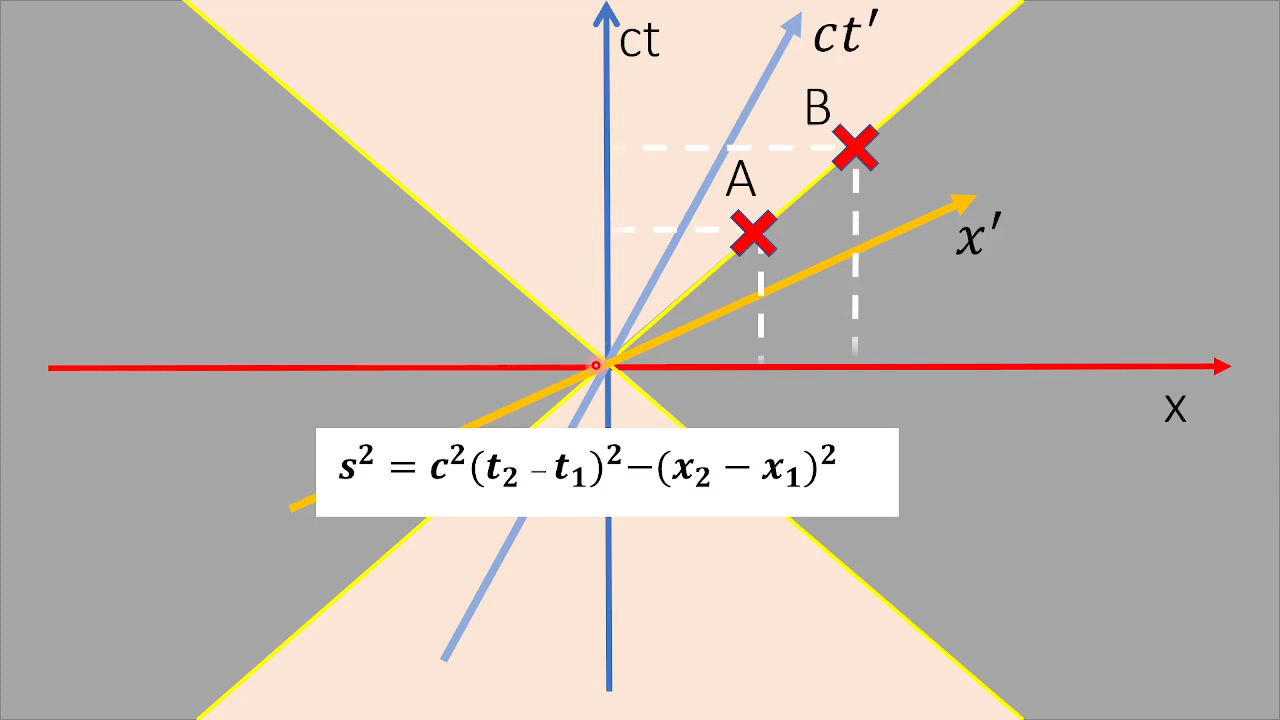 ct
ct′
B
A
x′
x
s² = c²(t₂ – t₁)²−(x₂ − x₁)²